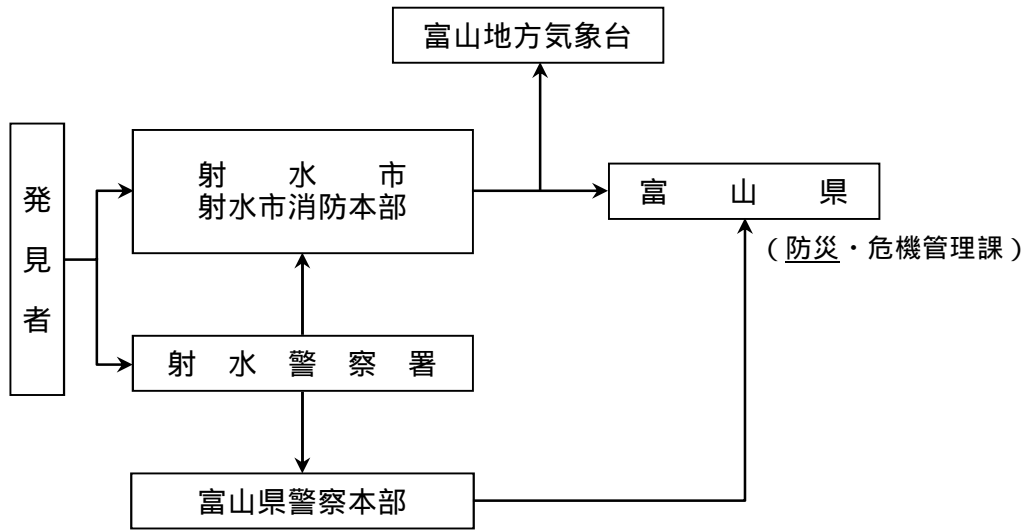 富山地方気象台
発見者
射水市
射水市消防本部
富山県
（防災・危機管理課）
射水警察署
富山県警察本部